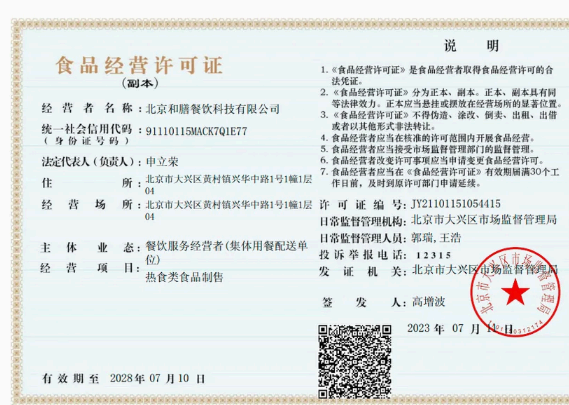 食品经营许可证
(副本)
经营者名称：北京和膳餐饮科技有限公司
统一社会信用代码：91110115MACK7Q1E77
（身份证号码）
法定代表人（负责人）：申立荣
住所：北京市大兴区黄村镇兴华中路1号1幢1层
04
经营场所：北京市大兴区黄村镇兴华中路1号1幢1层
04
主体业态：餐饮服务经营者(集体用餐配送单
位)
经营项目：
热食类食品制售
有效期至 2028年07月10日
说明
1. 《食品经营许可证》是食品经营者取得食品经营许可的合
法凭证。
2. 《食品经营许可证》分为正本、副本。正本、副本具有同
等法律效力。正本应当悬挂或摆放在经营场所的显著位置。
3. 《食品经营许可证》不得伪造、涂改、倒卖、出租、出借
或者以其他形式非法转让。
4. 食品经营者应当在核准的许可范围内开展食品经营。
5. 食品经营者应当接受市场监督管理部门的监督管理。
6. 食品经营者改变许可事项应当申请变更食品经营许可。
7. 食品经营者应当在《食品经营许可证》有效期届满30个工
作日前，及时到原许可部门申请延续。
许可证编号：JY21101151054415
日常监督管理机构：北京市大兴区市场监督管理局
日常监督管理人员：郭瑞,王浩
投诉举报电话：12315
发证机关：北京市大兴区市场监督管理局
签发人：高增波
2023 年 07 月 11日
北京市大兴区市场监督管理局